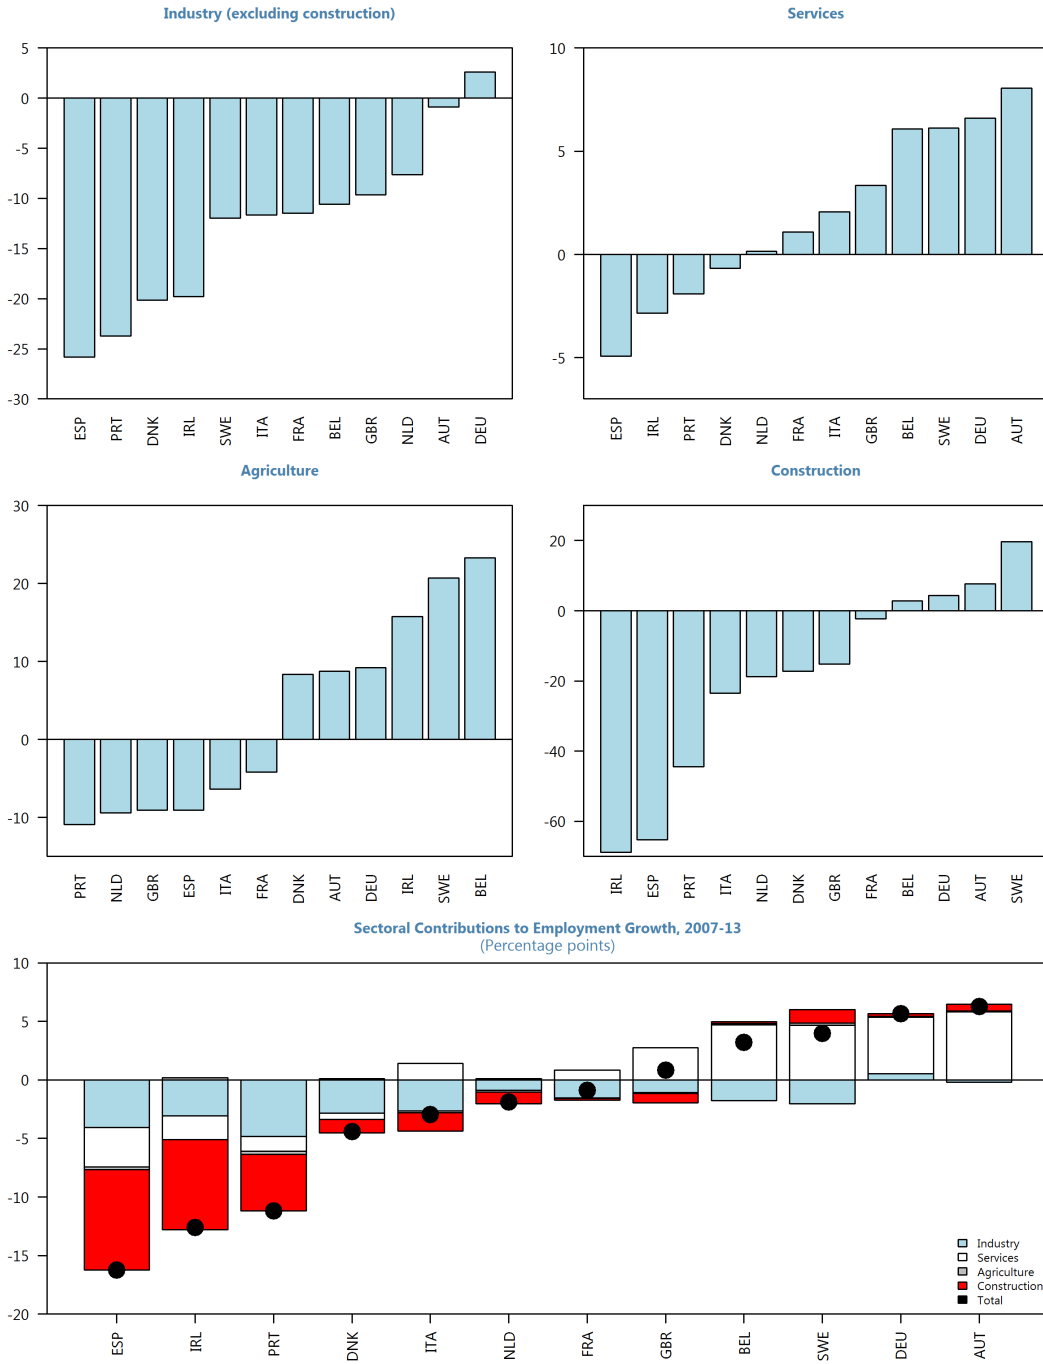 Industry (excluding construction)
5
0
-5
-10
-15
-20
-25
-30
ESP PRT DNK IRL SWE ITA FRA BEL GBR NLD AUT DEU
Services
10
5
0
-5
ESP IRL PRT DNK NLD FRA ITA GBR BEL SWE DEU AUT
Agriculture
30
20
10
0
-10
PRT NLD GBR ESP ITA FRA DNK AUT DEU IRL SWE BEL
Construction
20
0
-20
-40
-60
IRL ESP PRT ITA NLD DNK GBR FRA BEL DEU AUT SWE
Sectoral Contributions to Employment Growth, 2007-13
(Percentage points)
10
5
0
-5
-10
-15
-20
Industry
Services
Agriculture
Construction
Total
ESP IRL PRT DNK ITA NLD FRA GBR BEL SWE DEU AUT